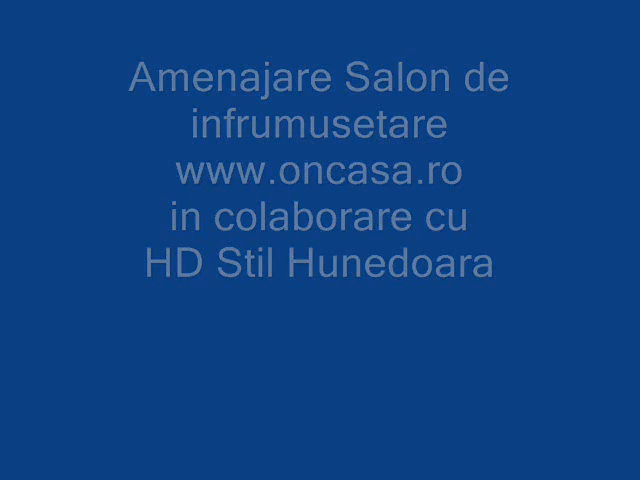 Amenajare Salon de
infrumusetare
www.oncasa.ro
in colaborare cu
HD Stil Hunedoara